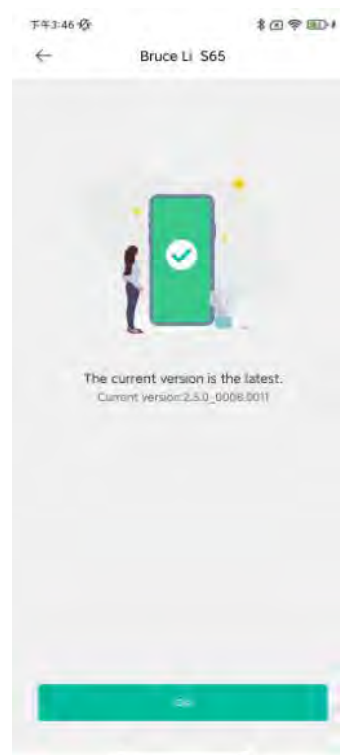 下午3:46
Bruce Li S65
The current version is the latest.
Current version:2.5.0_0006.0011